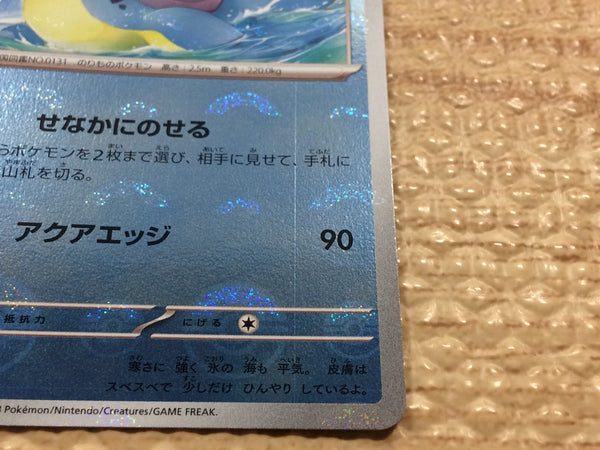 図鑑NO.0131 のりものポケモン 高さ:2.5m 重さ:220.0kg
せなかにのせる
ポケモンを2枚まで選び、相手に見せて、手札に
山札を切る。
アクアエッジ 90
抵抗力 にげる
寒さに 強く 氷の 海も 平気。 皮膚は
スベスベで 少しだけ ひんやり しているよ。
Pokémon/Nintendo/Creatures/GAME FREAK.